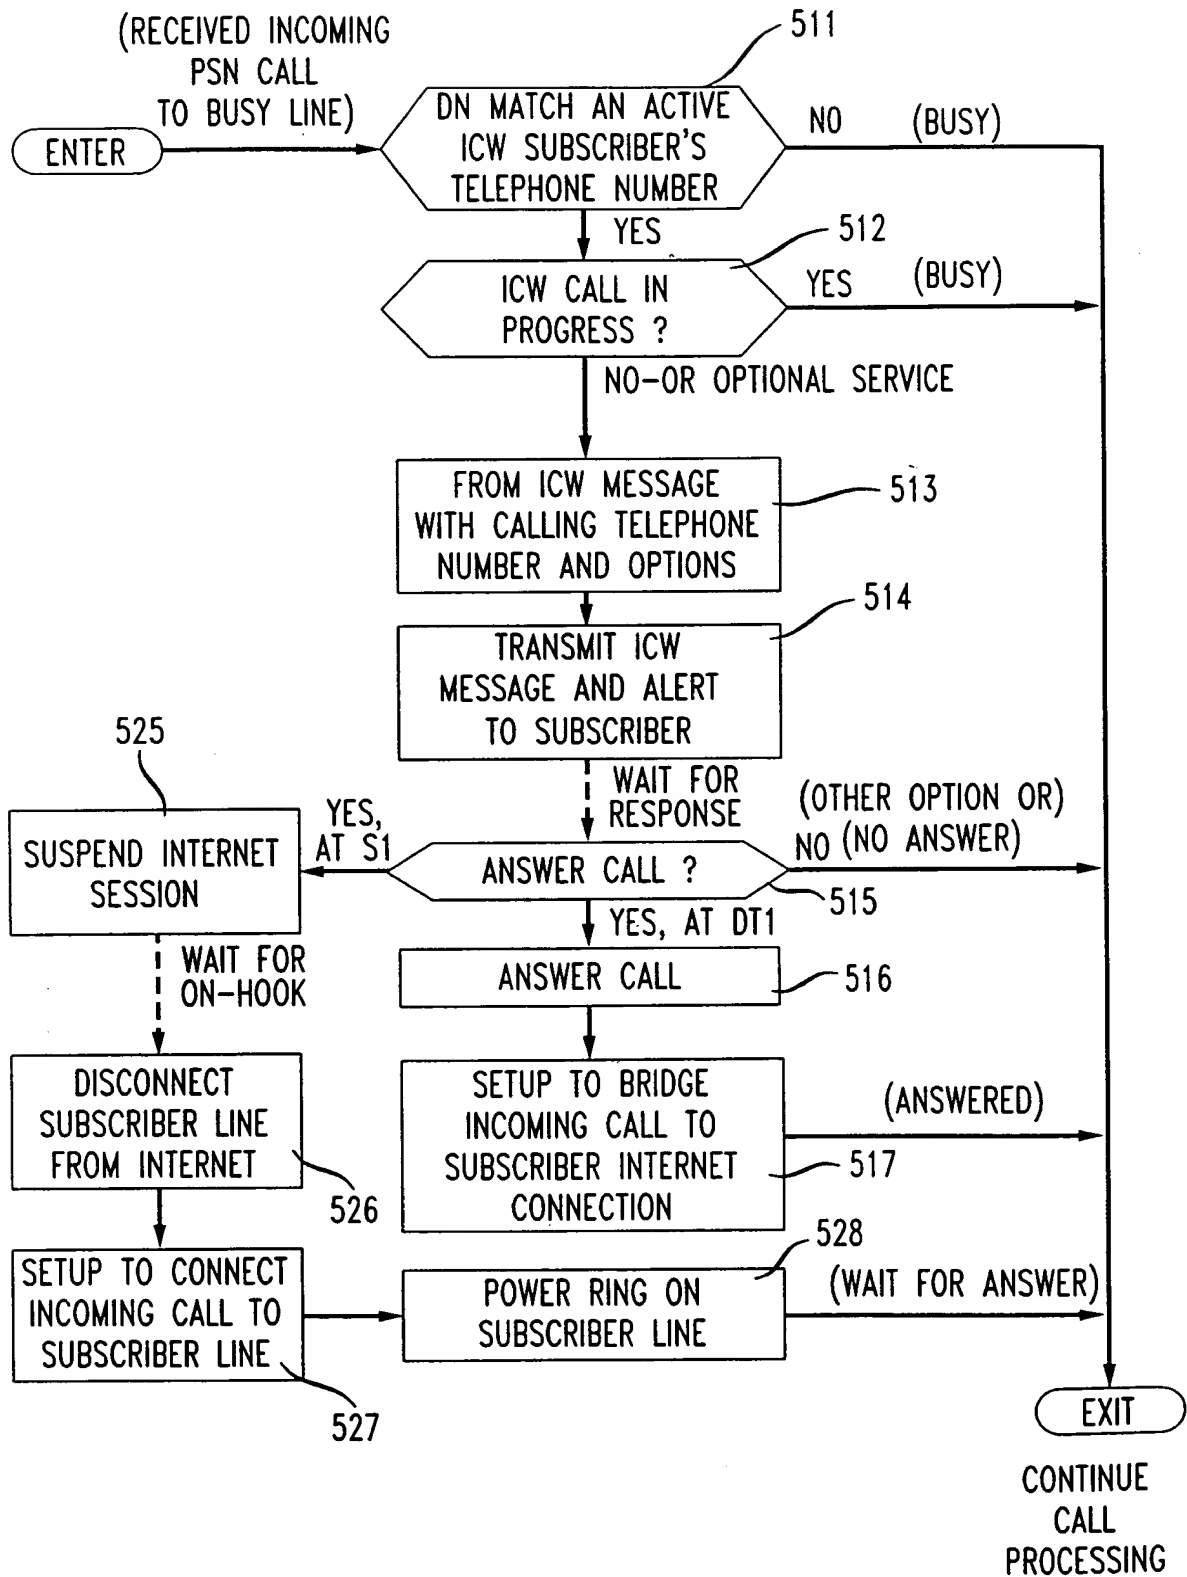 (RECEIVED INCOMING
PSN CALL
TO BUSY LINE)
ENTER
511
DN MATCH AN ACTIVE
ICW SUBSCRIBER'S
TELEPHONE NUMBER
NO (BUSY)
YES
512
ICW CALL IN
PROGRESS ?
YES (BUSY)
NO-OR OPTIONAL SERVICE
FROM ICW MESSAGE
WITH CALLING TELEPHONE
NUMBER AND OPTIONS
513
514
TRANSMIT ICW
MESSAGE AND ALERT
TO SUBSCRIBER
WAIT FOR
RESPONSE
525
SUSPEND INTERNET
SESSION
YES,
AT S1
ANSWER CALL ?
(OTHER OPTION OR)
NO (NO ANSWER)
515
YES, AT DT1
WAIT FOR
ON-HOOK
ANSWER CALL
516
DISCONNECT
SUBSCRIBER LINE
FROM INTERNET
526
SETUP TO BRIDGE
INCOMING CALL TO
SUBSCRIBER INTERNET
CONNECTION
(ANSWERED)
517
SETUP TO CONNECT
INCOMING CALL TO
SUBSCRIBER LINE
527
528
POWER RING ON
SUBSCRIBER LINE
(WAIT FOR ANSWER)
EXIT
CONTINUE
CALL
PROCESSING